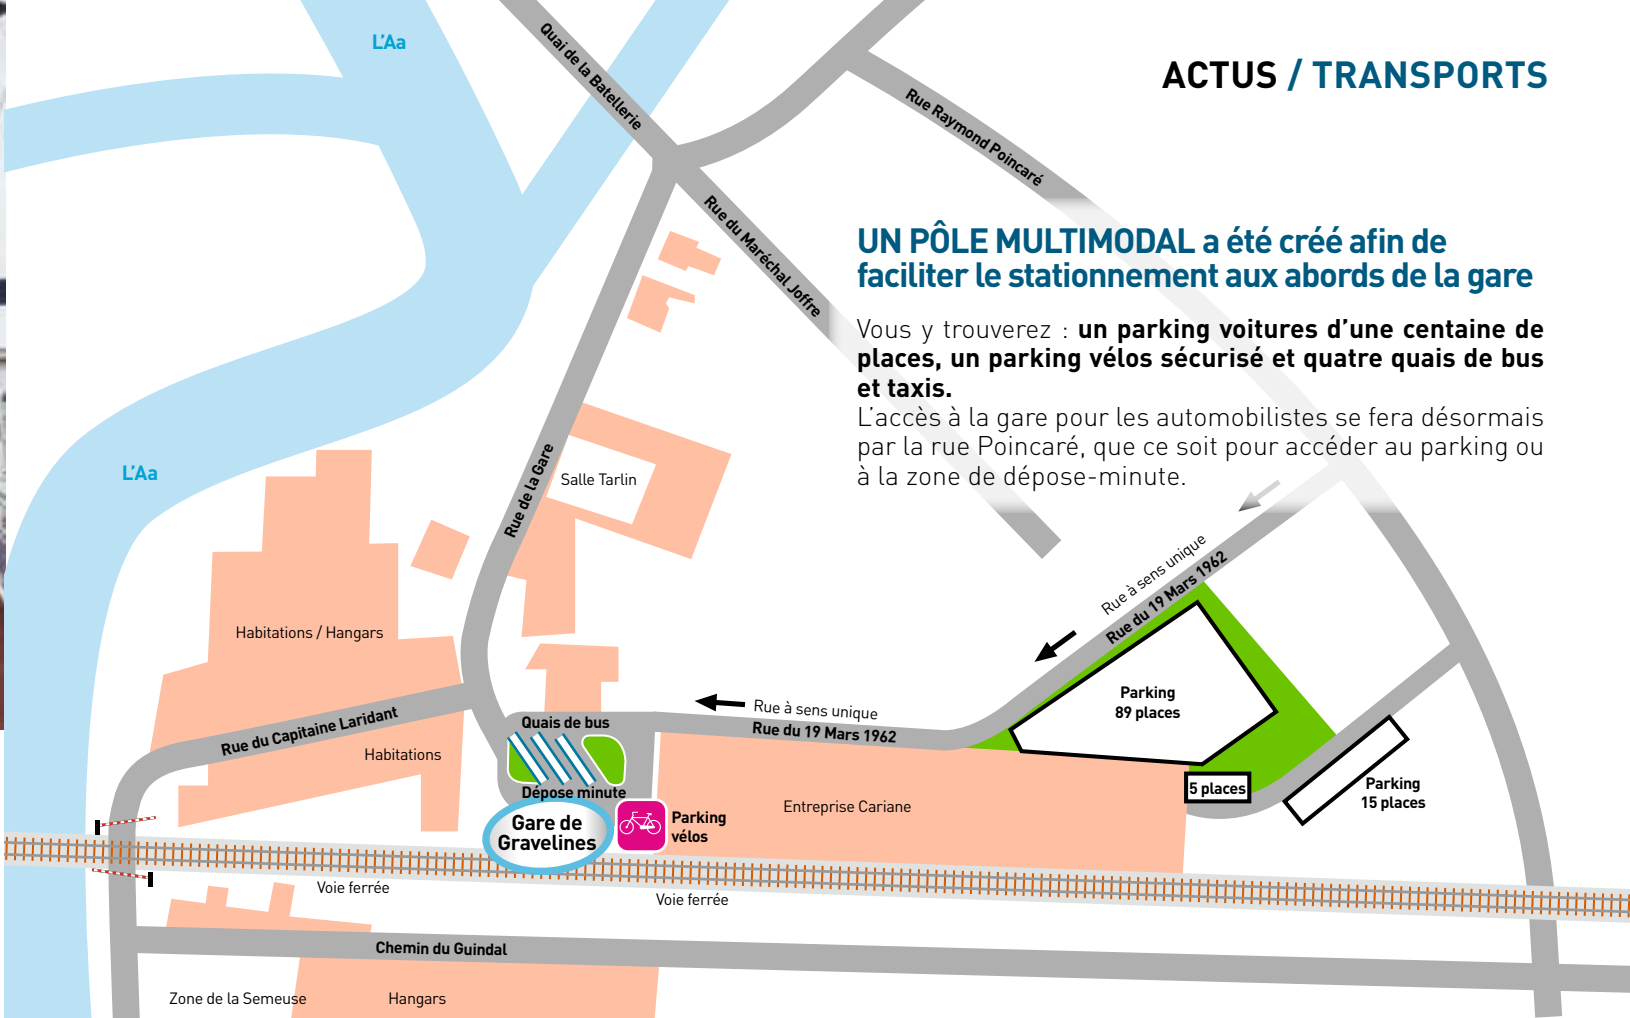 L'Aa
Quai de la Batellerie
ACTUS / TRANSPORTS
Rue Raymond Poincaré
Rue du Maréchal Joffre
UN PÔLE MULTIMODAL a été créé afin de
faciliter le stationnement aux abords de la gare
Vous y trouverez : un parking voitures d'une centaine de
places, un parking vélos sécurisé et quatre quais de bus
et taxis.
L'accès à la gare pour les automobilistes se fera désormais
par la rue Poincaré, que ce soit pour accéder au parking ou
à la zone de dépose-minute.
L'Aa
Rue de la Gare
Salle Tarlin
Rue à sens unique
Rue du 19 Mars 1962
Habitations / Hangars
Parking
89 places
Rue à sens unique
Rue du 19 Mars 1962
Rue du Capitaine Laridant
Quais de bus
Habitations
Dépose minute
Gare de
Gravelines
Parking
vélos
Entreprise Cariane
5 places
Parking
15 places
Voie ferrée
Voie ferrée
Chemin du Guindal
Zone de la Semeuse
Hangars